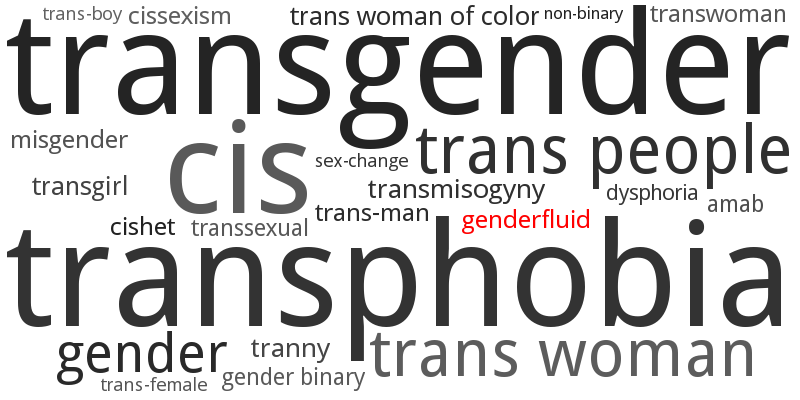 trans-boy cissexism trans woman of color non-binary transwoman
transgender
misgender cis trans people
sex-change
transgirl transmisogyny dysphoria amab
cishet transsexual trans-man genderfluid
transphobia
gender tranny trans woman
trans-female gender binary